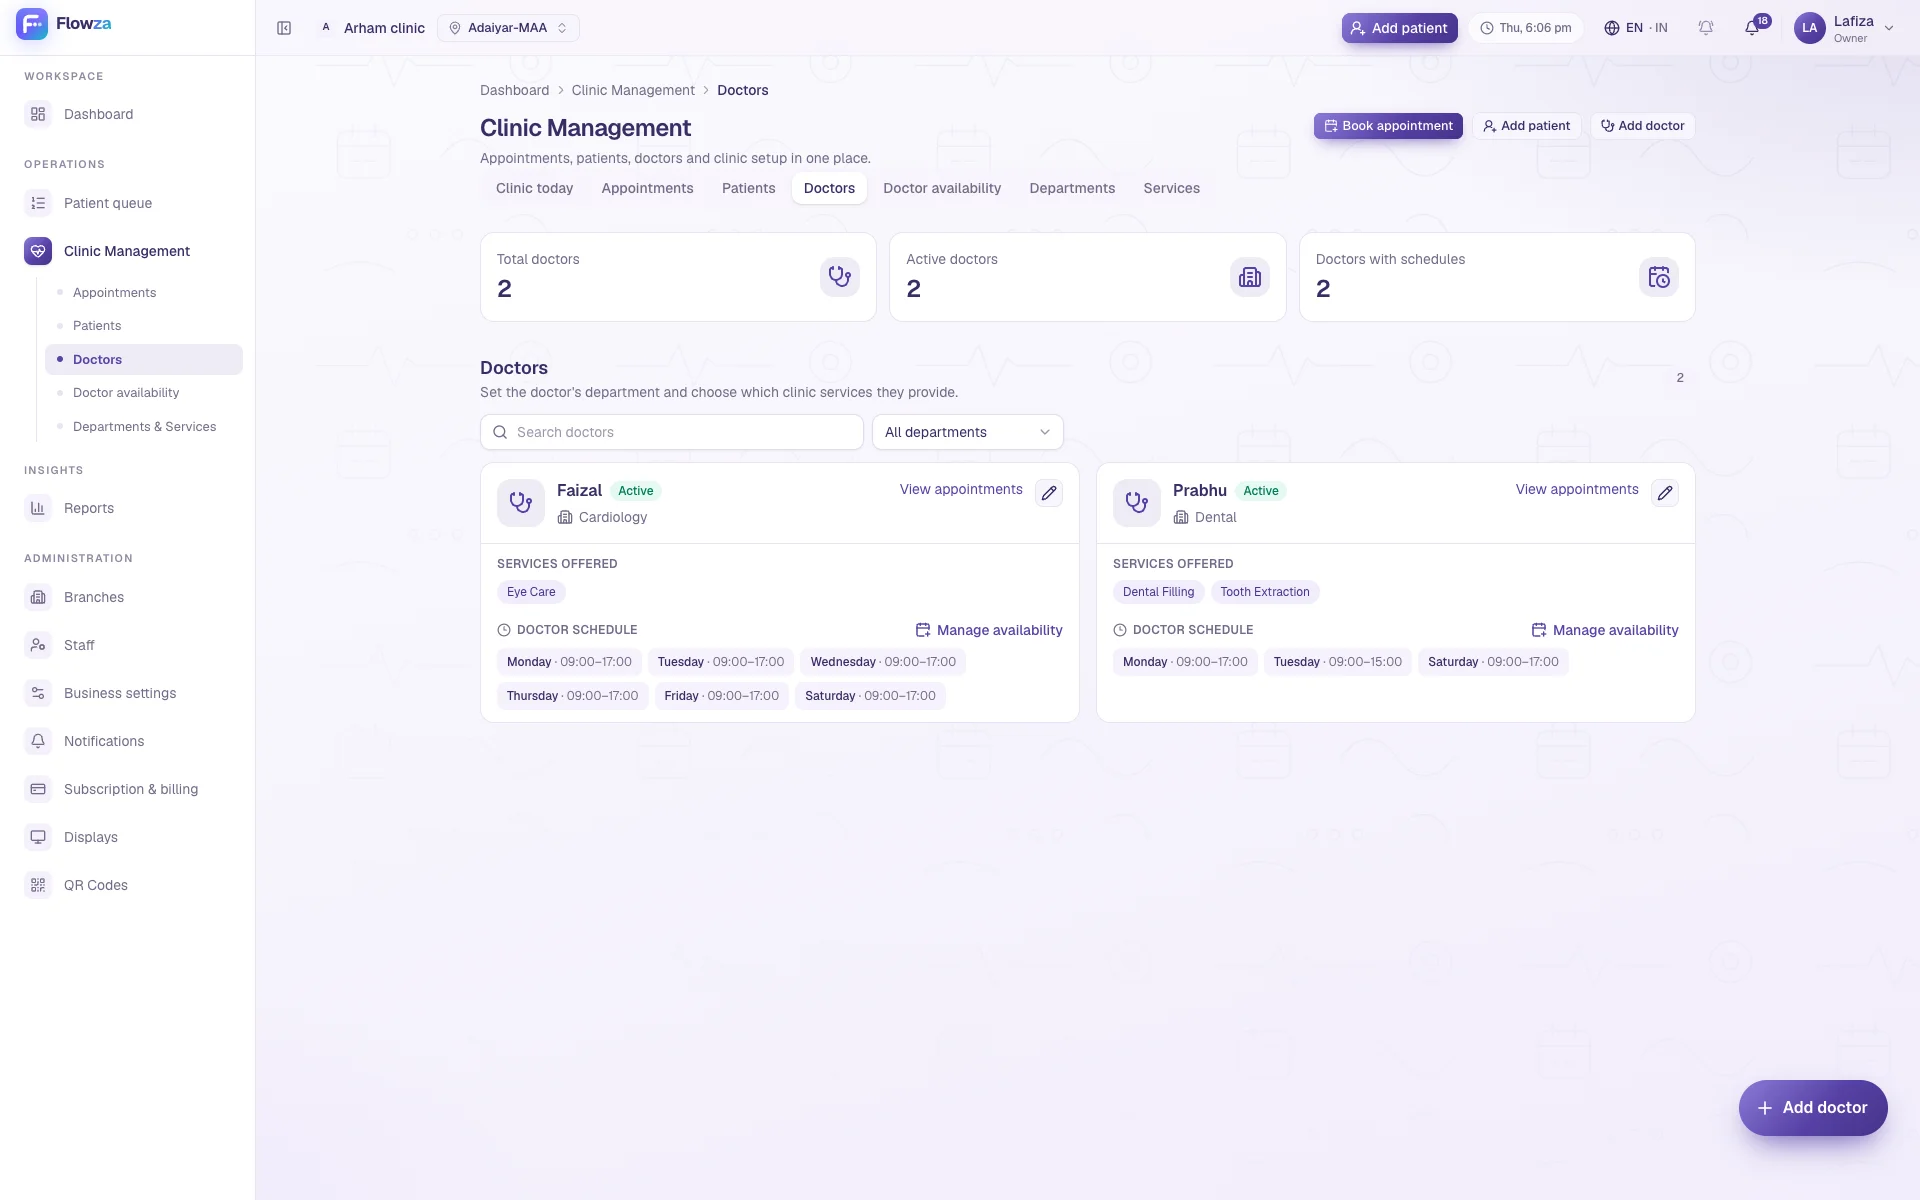 Flowza
A Arham clinic Adaiyar-MAA
Add patient Thu, 6:06 pm EN · IN 18 LA Lafiza
Owner
WORKSPACE
Dashboard
OPERATIONS
Patient queue
Clinic Management
Appointments
Patients
Doctors
Doctor availability
Departments & Services
INSIGHTS
Reports
ADMINISTRATION
Branches
Staff
Business settings
Notifications
Subscription & billing
Displays
QR Codes
Dashboard > Clinic Management > Doctors
Clinic Management
Appointments, patients, doctors and clinic setup in one place.
Book appointment Add patient Add doctor
Clinic today Appointments Patients Doctors Doctor availability Departments Services
Total doctors
2
Active doctors
2
Doctors with schedules
2
Doctors
Set the doctor's department and choose which clinic services they provide.
2
Search doctors All departments
Faizal Active View appointments
Cardiology
SERVICES OFFERED
Eye Care
DOCTOR SCHEDULE Manage availability
Monday · 09:00–17:00 Tuesday · 09:00–17:00 Wednesday · 09:00–17:00
Thursday · 09:00–17:00 Friday · 09:00–17:00 Saturday · 09:00–17:00
Prabhu Active View appointments
Dental
SERVICES OFFERED
Dental Filling Tooth Extraction
DOCTOR SCHEDULE Manage availability
Monday · 09:00–17:00 Tuesday · 09:00–15:00 Saturday · 09:00–17:00
+ Add doctor